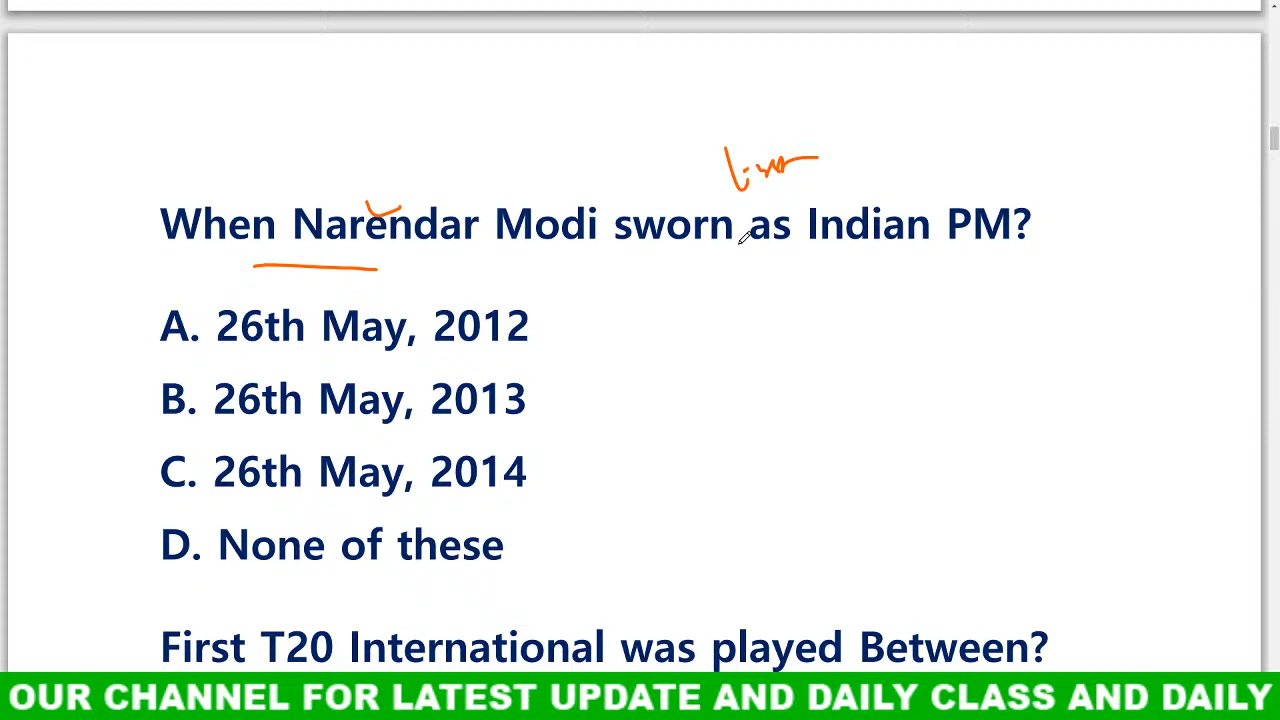 When Narendar Modi sworn as Indian PM?
A. 26th May, 2012
B. 26th May, 2013
C. 26th May, 2014
D. None of these
First T20 International was played Between?
OUR CHANNEL FOR LATEST UPDATE AND DAILY CLASS AND DAILY